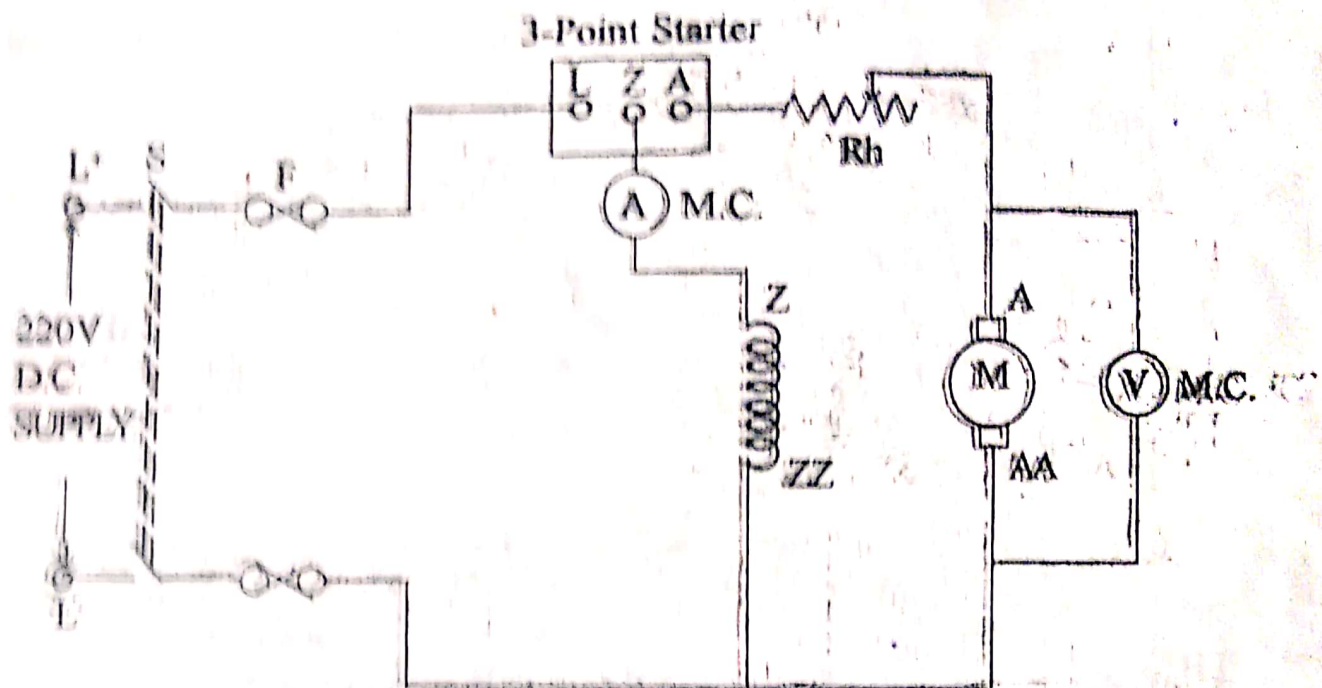 3-Point Starter
L Z A
Rh
L'
S
F
A M.C.
220V
D.C.
SUPPLY
Z
ZZ
A
M
AA
V M.C.
L